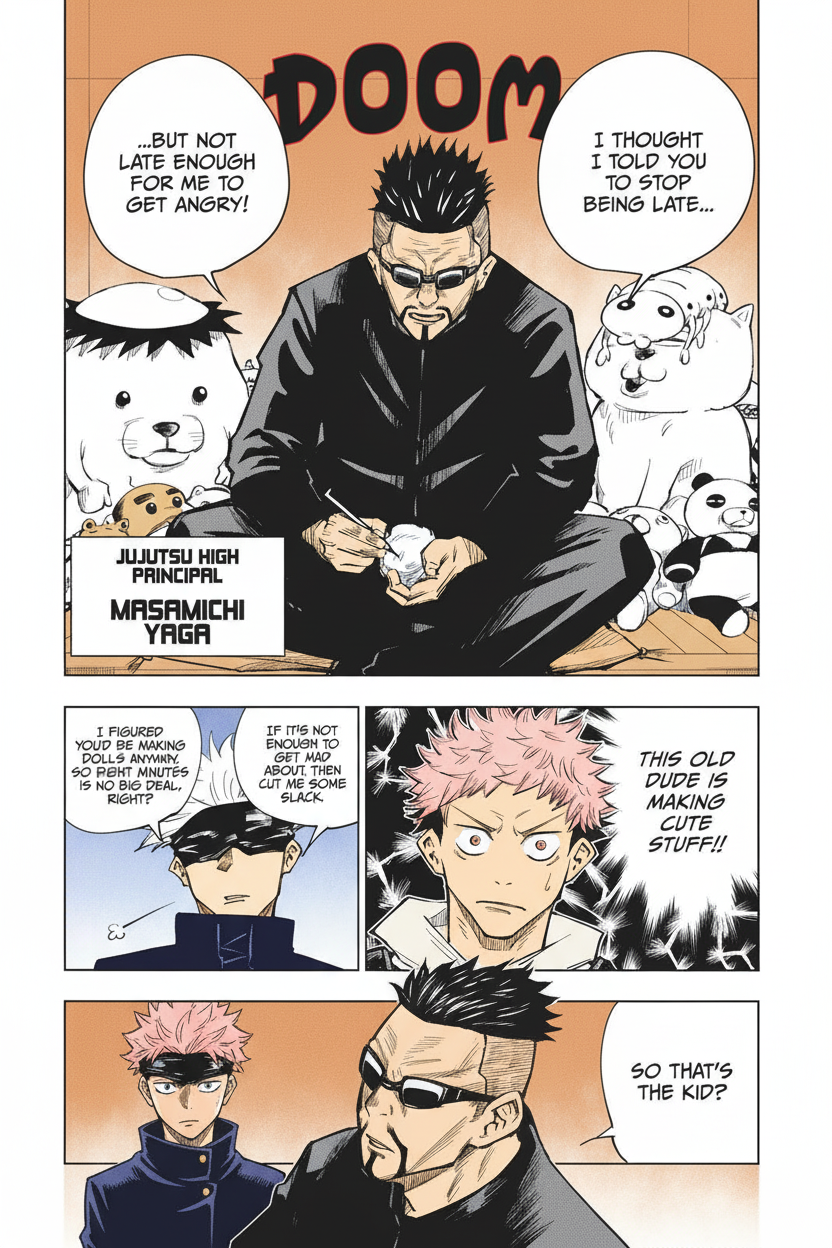 DOOM
I THOUGHT
I TOLD YOU
TO STOP
BEING LATE...
...BUT NOT
LATE ENOUGH
FOR ME TO
GET ANGRY!
JUJUTSU HIGH
PRINCIPAL
MASAMICHI
YAGA
THIS OLD
DUDE IS
MAKING
CUTE
STUFF!!
IF IT'S NOT
ENOUGH TO
GET MAD
ABOUT, THEN
CUT ME SOME
SLACK.
I FIGURED
YOU'D BE MAKING
DOLLS
SO
IS NO BIG DEAL,
RIGHT?
SO THAT'S
THE KID?